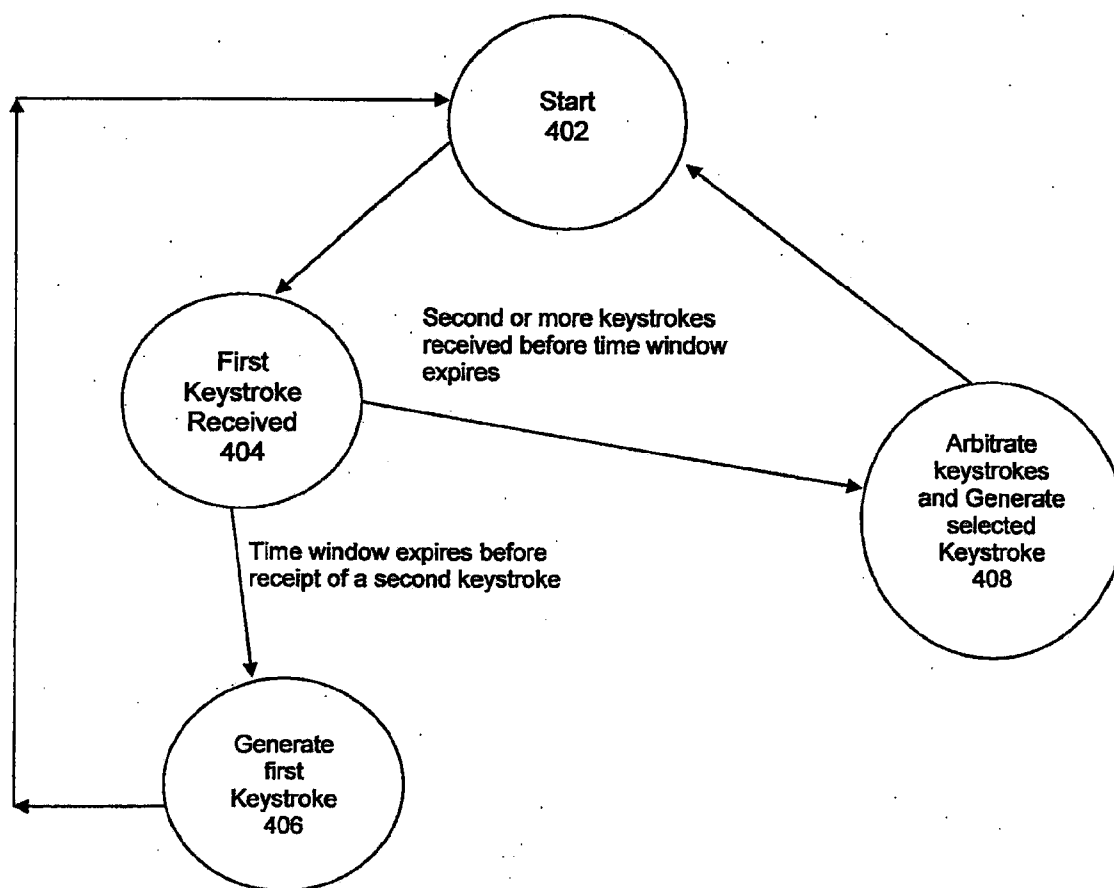 Start
402
First
Keystroke
Received
404
Second or more keystrokes
received before time window
expires
Arbitrate
keystrokes
and Generate
selected
Keystroke
408
Time window expires before
receipt of a second keystroke
Generate
first
Keystroke
406